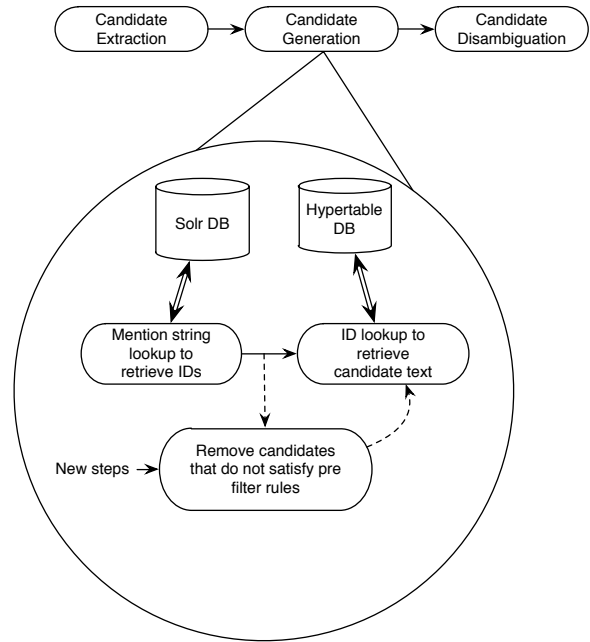 Candidate
Extraction
Candidate
Generation
Candidate
Disambiguation
Solr DB
Hypertable
DB
Mention string
lookup to
retrieve IDs
ID lookup to
retrieve
candidate text
New steps
Remove candidates
that do not satisfy pre
filter rules